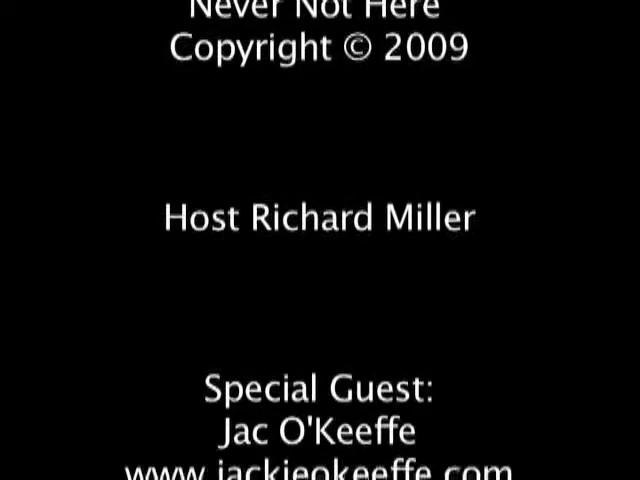 Never Not Here
Copyright © 2009
Host Richard Miller
Special Guest:
Jac O'Keeffe
www.jackieokeeffe.com